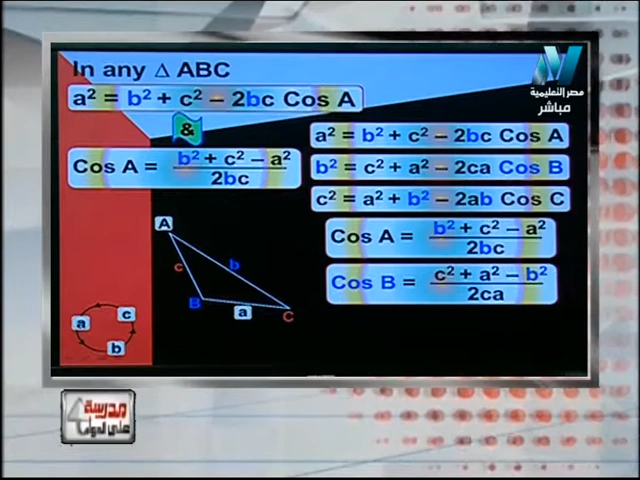 In any Δ ABC
a² = b² + c² − 2bc Cos A
&
Cos A = (b² + c² − a²) / 2bc
a² = b² + c² − 2bc Cos A
b² = c² + a² − 2ca Cos B
c² = a² + b² − 2ab Cos C
Cos A = (b² + c² − a²) / 2bc
Cos B = (c² + a² − b²) / 2ca
A
c
b
B
a
C
a
c
b
مصر التعليمية
مباشر
مدرسة
على الهواء